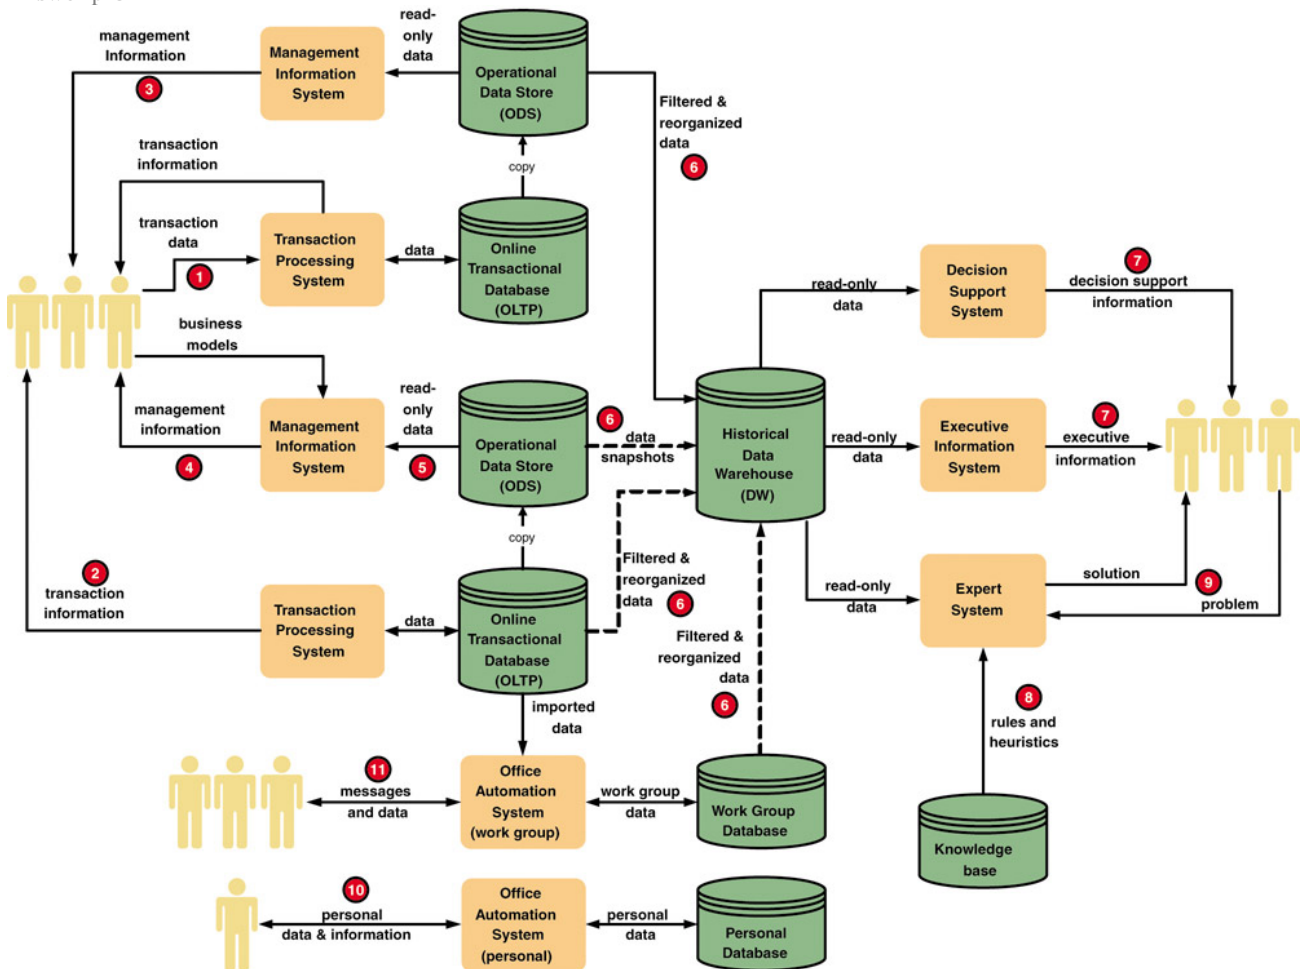 management
Information
3
Management
Information
System
read-
only
data
Operational
Data Store
(ODS)
Filtered &
reorganized
data
6
copy
transaction
information
transaction
data
1
Transaction
Processing
System
data
Online
Transactional
Database
(OLTP)
business
models
management
information
4
Management
Information
System
read-
only
data
5
Operational
Data Store
(ODS)
6
data
snapshots
Historical
Data
Warehouse
(DW)
read-only
data
Decision
Support
System
7
decision support
information
read-only
data
Executive
Information
System
7
executive
information
read-only
data
Expert
System
solution
9
problem
8
rules and
heuristics
Knowledge
base
copy
2
transaction
information
Transaction
Processing
System
data
Online
Transactional
Database
(OLTP)
Filtered &
reorganized
data
6
Filtered &
reorganized
data
6
imported
data
11
messages
and data
Office
Automation
System
(work group)
work group
data
Work Group
Database
10
personal
data & information
Office
Automation
System
(personal)
personal
data
Personal
Database